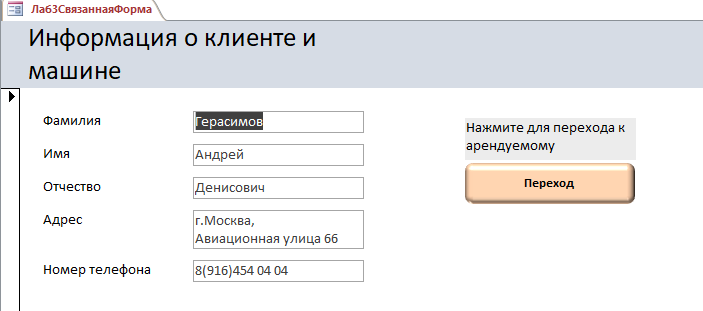 Лаб3СвязаннаяФорма
Информация о клиенте и
машине
Фамилия Герасимов
Имя Андрей
Отчество Денисович
Адрес г.Москва,
Авиационная улица 66
Номер телефона 8(916)454 04 04
Нажмите для перехода к
арендуемому
Переход